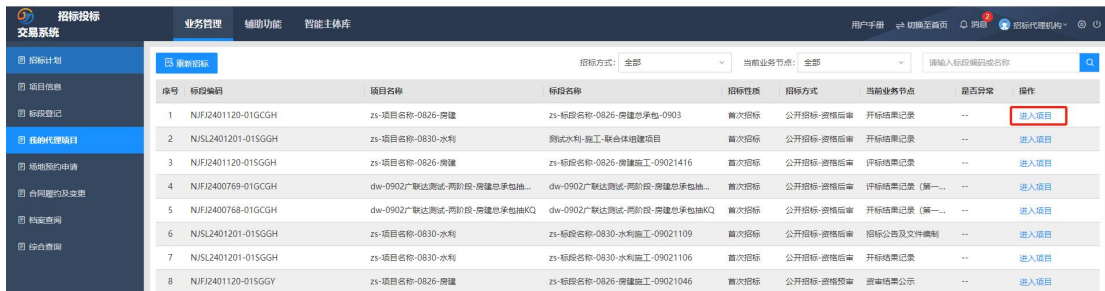 招标投标
交易系统
业务管理 辅助功能 智能主体库
用户手册 切换至首页 消息 2 招标代理机构
招标计划
项目信息
标段登记
我的代理项目
场地预约申请
合同履约及变更
档案查阅
综合查询
重新招标 招标方式: 全部 当前业务节点: 全部 请输入标段编码或名称
序号 标段编码 项目名称 标段名称 招标性质 招标方式 当前业务节点 是否异常 操作
1 NJFJ2401120-01GCGH zs-项目名称-0826-房建 zs-标段名称-0826-房建总承包-0903 首次招标 公开招标-资格后审 开标结果记录 -- 进入项目
2 NJSL2401201-01SGGH zs-项目名称-0830-水利 测试水利-施工-联合体组建项目 首次招标 公开招标-资格后审 开标结果记录 -- 进入项目
3 NJFJ2401120-01SGGH zs-项目名称-0826-房建 zs-标段名称-0826-房建施工-09021416 首次招标 公开招标-资格后审 评标结果记录 -- 进入项目
4 NJFJ2400769-01GCGH dw-0902广联达测试-两阶段-房建总承包抽... dw-0902广联达测试-两阶段-房建总承包抽... 首次招标 公开招标-资格后审 评标结果记录（第一... -- 进入项目
5 NJFJ2400768-01GCGH dw-0902广联达测试-两阶段-房建总承包抽KQ dw-0902广联达测试-两阶段-房建总承包抽KQ 首次招标 公开招标-资格后审 开标结果记录（第一... -- 进入项目
6 NJSL2401201-01SGGH zs-项目名称-0830-水利 zs-标段名称-0830-水利施工-09021109 首次招标 公开招标-资格后审 招标公告及文件编制 -- 进入项目
7 NJSL2401201-01SGGH zs-项目名称-0830-水利 zs-标段名称-0830-水利施工-09021106 首次招标 公开招标-资格后审 开标结果记录 -- 进入项目
8 NJFJ2401120-01SGGY zs-项目名称-0826-房建 zs-标段名称-0826-房建施工-09021046 首次招标 公开招标-资格预审 资审结果公示 -- 进入项目